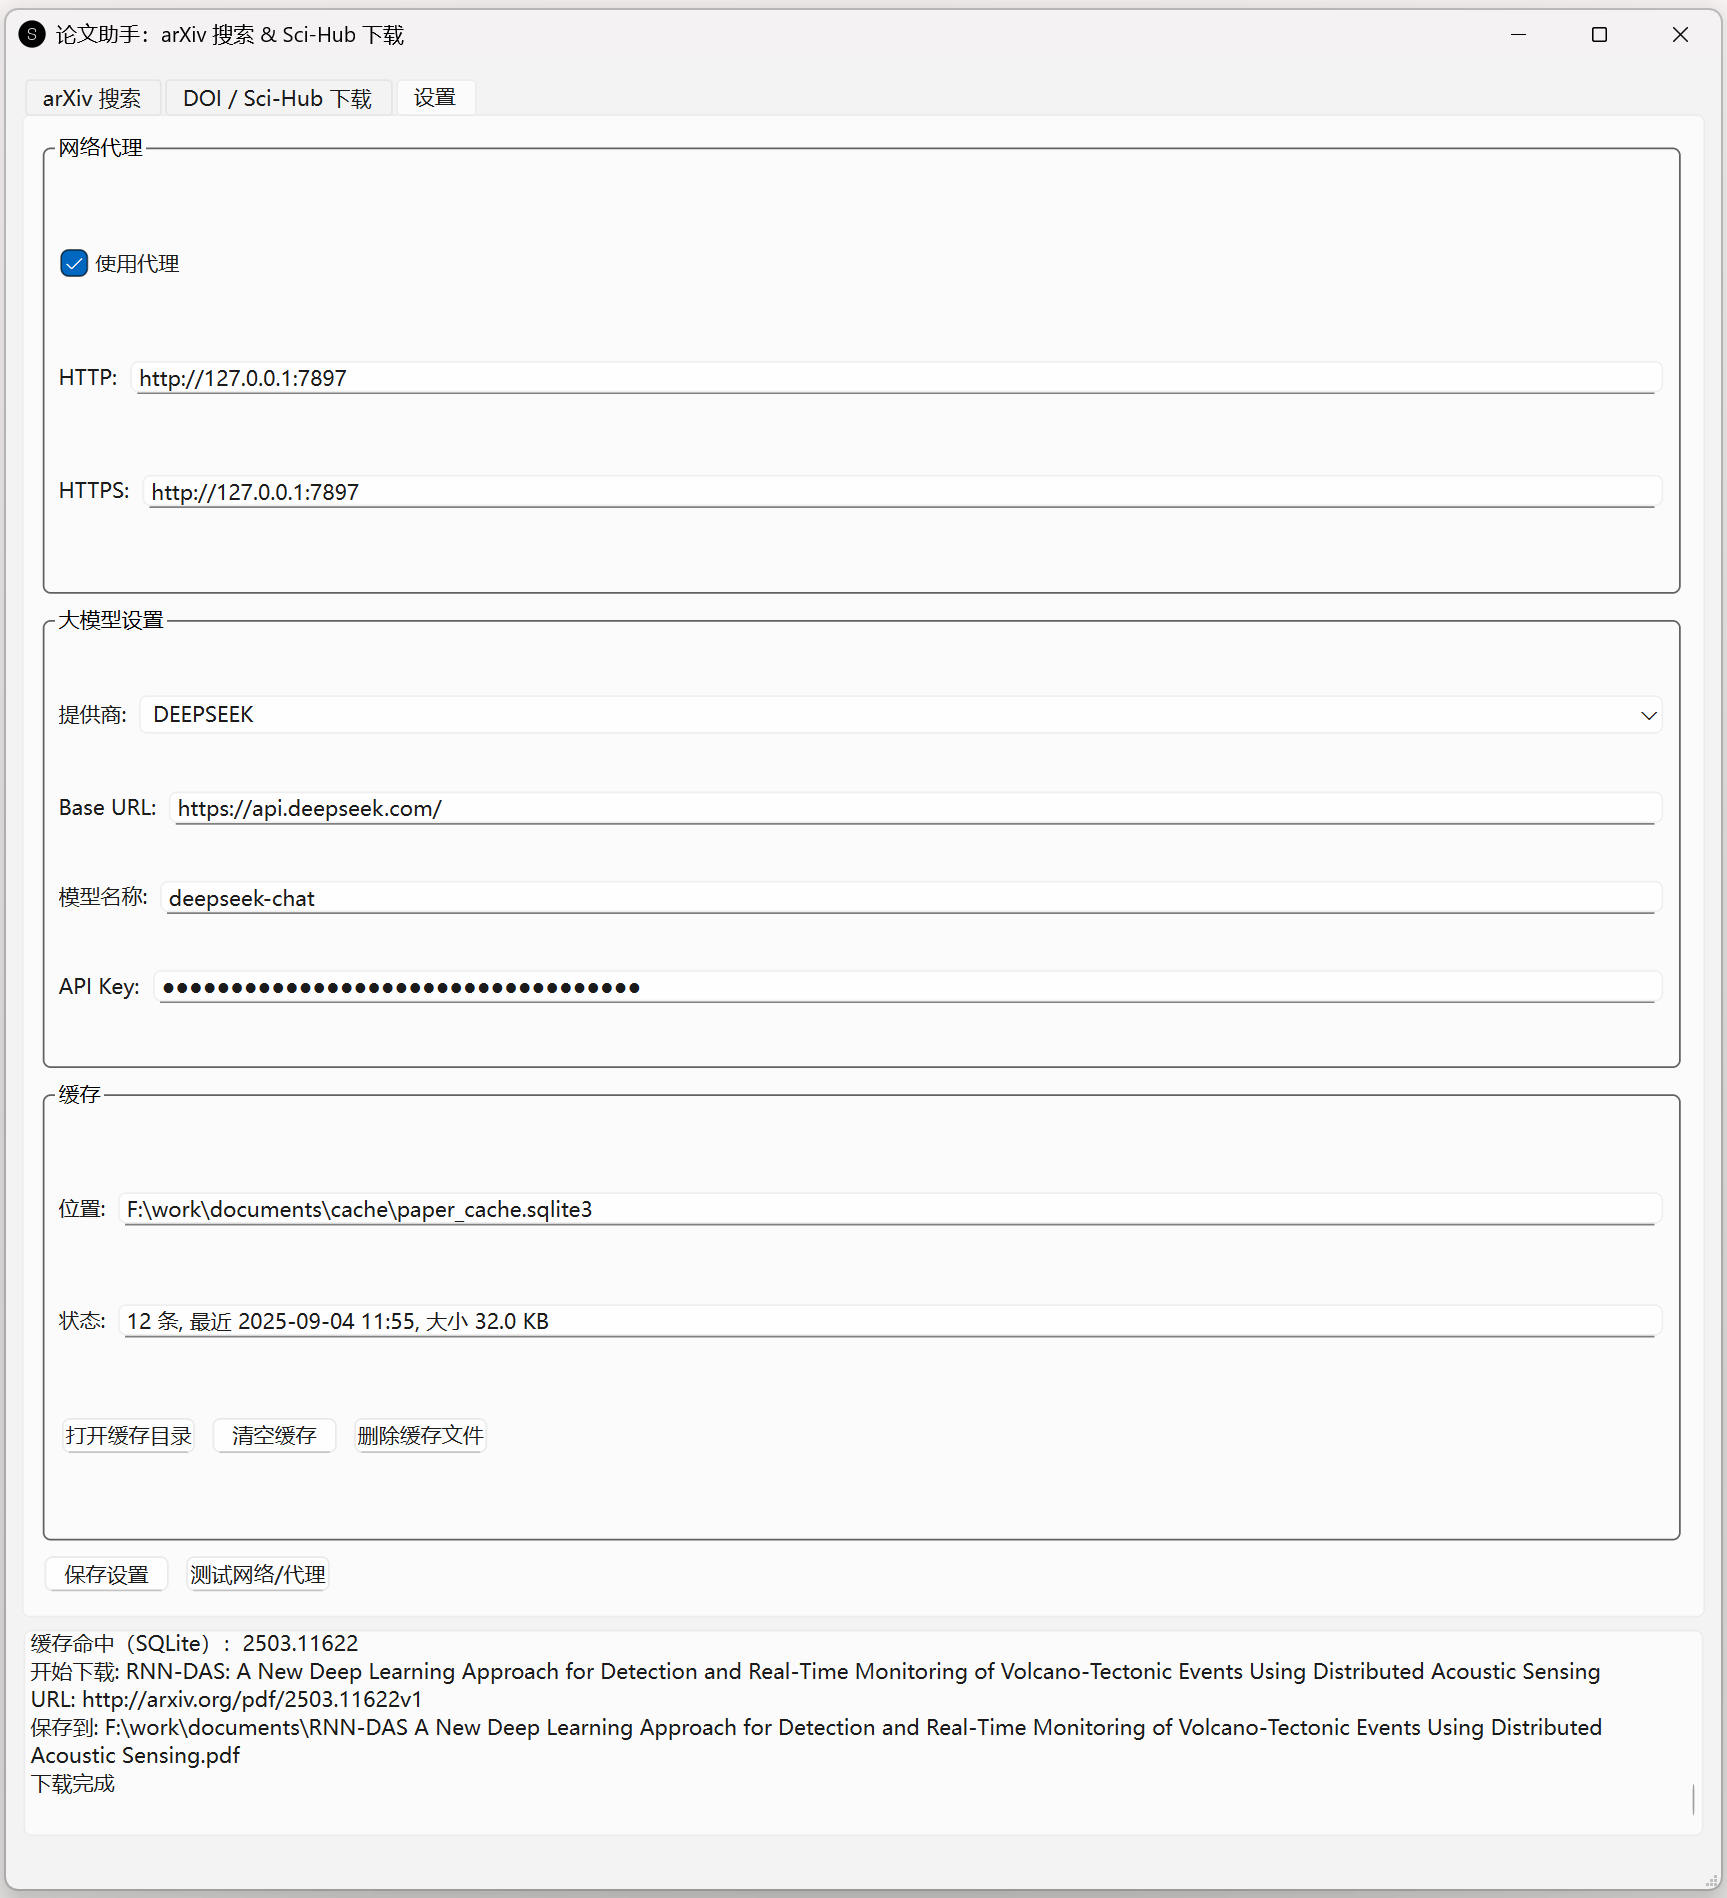 S 论文助手：arXiv 搜索 & Sci-Hub 下载
arXiv 搜索 DOI / Sci-Hub 下载 设置
网络代理
使用代理
HTTP: http://127.0.0.1:7897
HTTPS: http://127.0.0.1:7897
大模型设置
提供商: DEEPSEEK
Base URL: https://api.deepseek.com/
模型名称: deepseek-chat
API Key: ●●●●●●●●●●●●●●●●●●●●●●●●●●●●●●●●●●●
缓存
位置: F:\work\documents\cache\paper_cache.sqlite3
状态: 12 条, 最近 2025-09-04 11:55, 大小 32.0 KB
打开缓存目录 清空缓存 删除缓存文件
保存设置 测试网络/代理
缓存命中（SQLite）：2503.11622
开始下载: RNN-DAS: A New Deep Learning Approach for Detection and Real-Time Monitoring of Volcano-Tectonic Events Using Distributed Acoustic Sensing
URL: http://arxiv.org/pdf/2503.11622v1
保存到: F:\work\documents\RNN-DAS A New Deep Learning Approach for Detection and Real-Time Monitoring of Volcano-Tectonic Events Using Distributed
Acoustic Sensing.pdf
下载完成